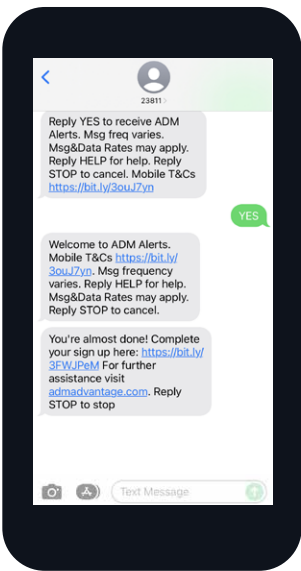 23811 >
Reply YES to receive ADM
Alerts. Msg freq varies.
Msg&Data Rates may apply.
Reply HELP for help. Reply
STOP to cancel. Mobile T&Cs
https://bit.ly/3ouJ7yn
YES
Welcome to ADM Alerts.
Mobile T&Cs https://bit.ly/
3ouJ7yn. Msg frequency
varies. Reply HELP for help.
Msg&Data Rates may apply.
Reply STOP to cancel.
You're almost done! Complete
your sign up here: https://bit.ly/
3FWJPeM For further
assistance visit
admadvantage.com. Reply
STOP to stop
Text Message